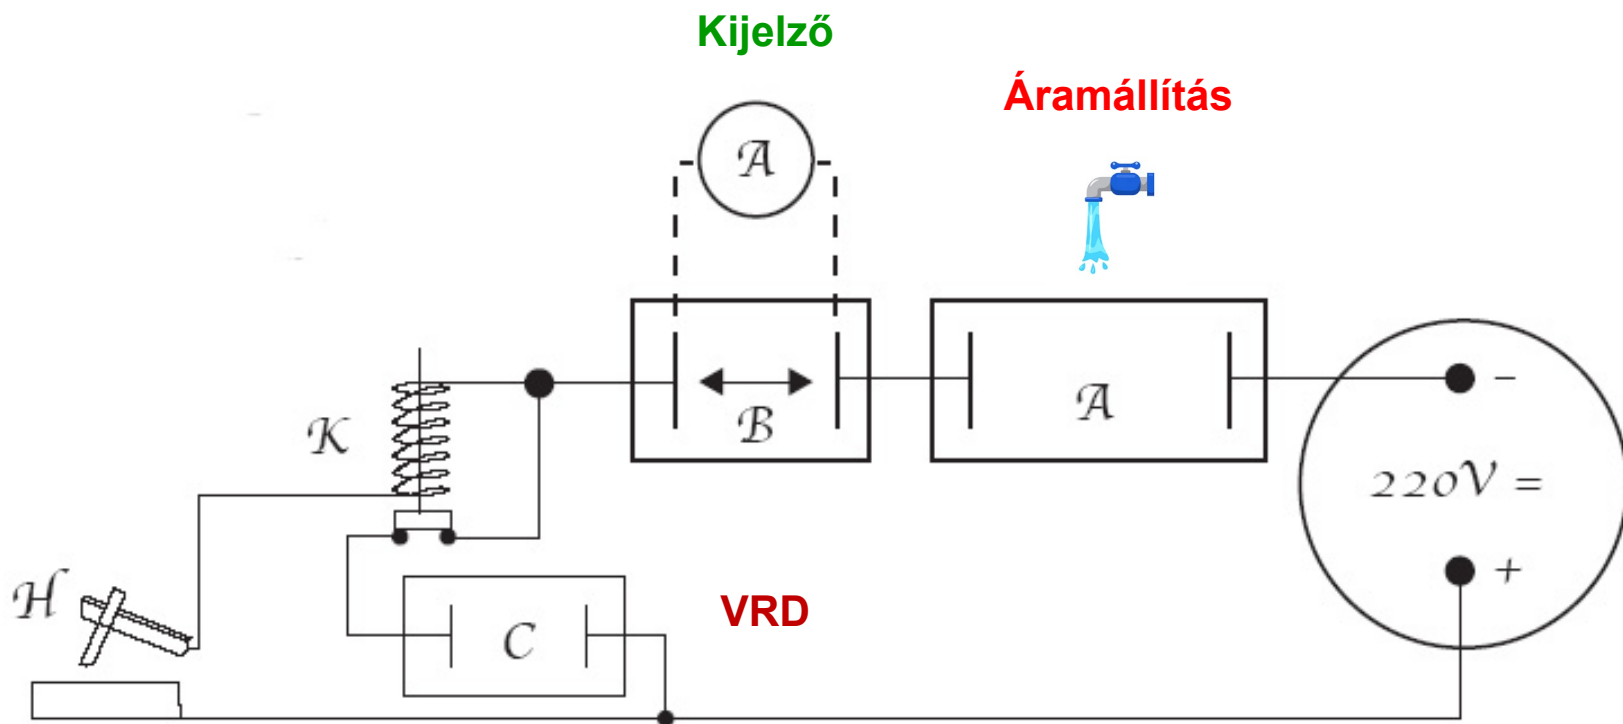 Kijelző
Áramállítás
A
B
A
-
K
220V =
+
H
C
VRD